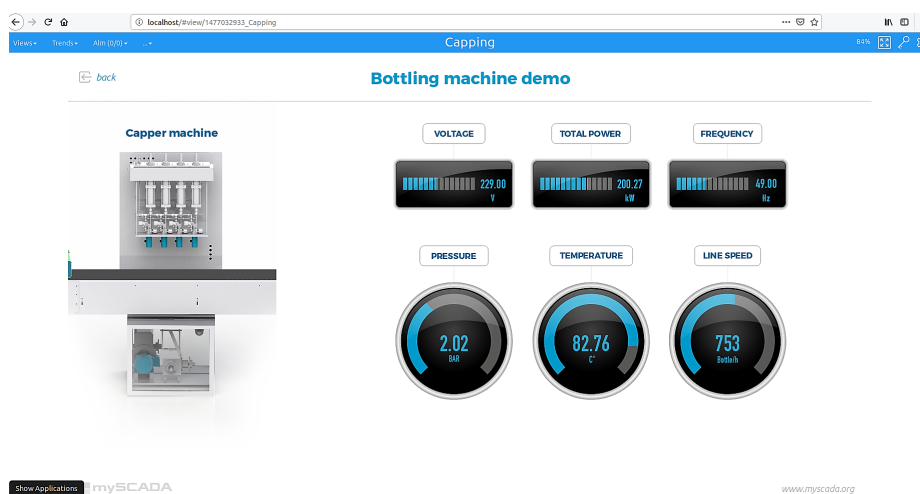 localhost/#view/1477032933_Capping
Views Trends Alm (0/0) ... Capping 84%
back
Bottling machine demo
Capper machine
VOLTAGE TOTAL POWER FREQUENCY
229.00 200.27 49.00
V kW Hz
PRESSURE TEMPERATURE LINE SPEED
2.02 82.76 753
BAR C° Bottle/h
Show Applications mySCADA www.myscada.org